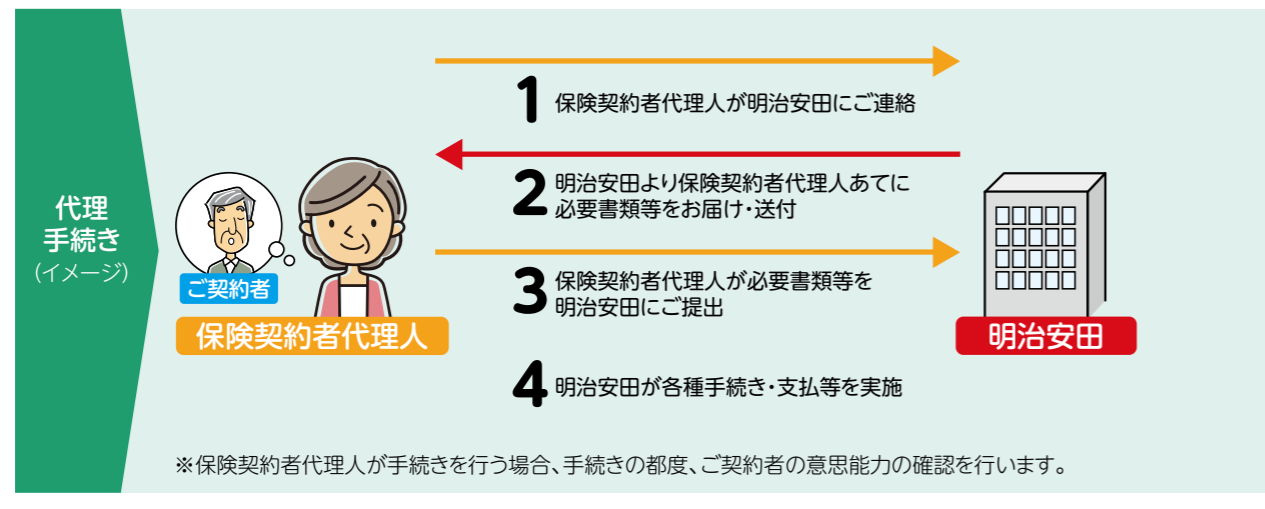 代理
手続き
(イメージ)
1 保険契約者代理人が明治安田にご連絡
2 明治安田より保険契約者代理人あてに
必要書類等をお届け・送付
3 保険契約者代理人が必要書類等を
明治安田にご提出
4 明治安田が各種手続き・支払等を実施
ご契約者
保険契約者代理人
明治安田
※保険契約者代理人が手続きを行う場合、手続きの都度、ご契約者の意思能力の確認を行います。